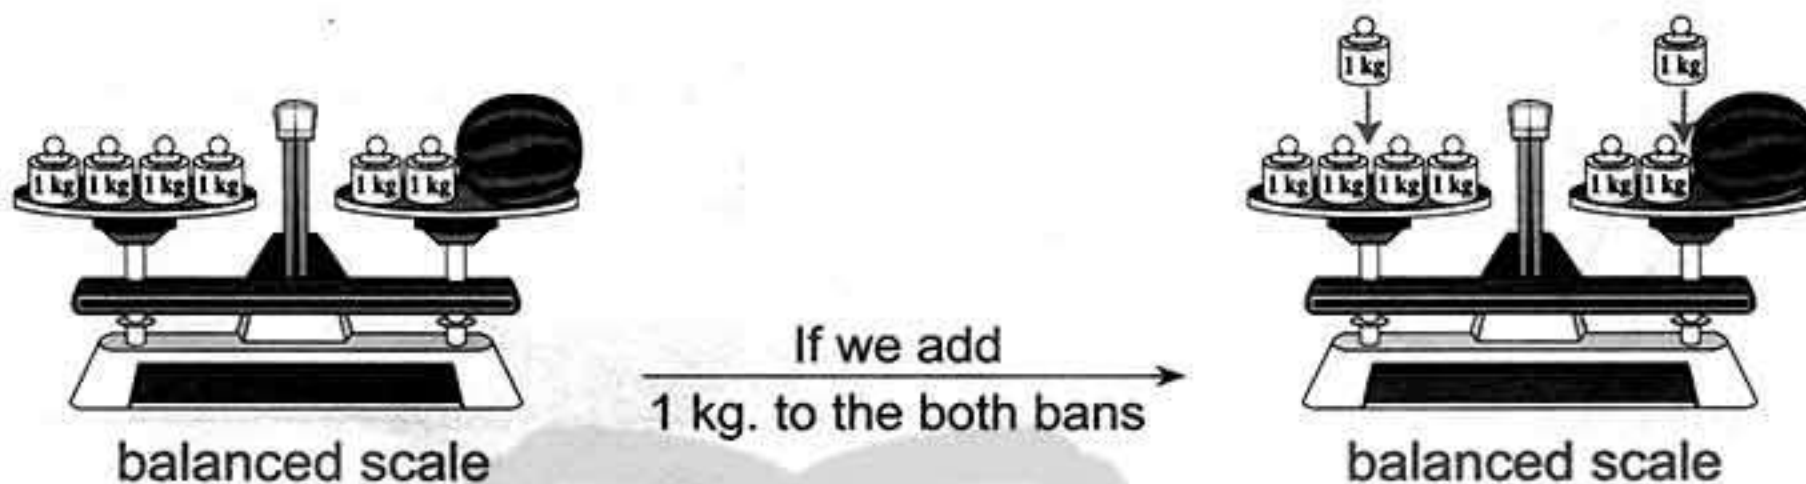 1 kg 1 kg
1 kg 1 kg 1 kg 1 kg 1 kg 1 kg 1 kg 1 kg 1 kg 1 kg 1 kg 1 kg
If we add
1 kg. to the both bans
balanced scale balanced scale